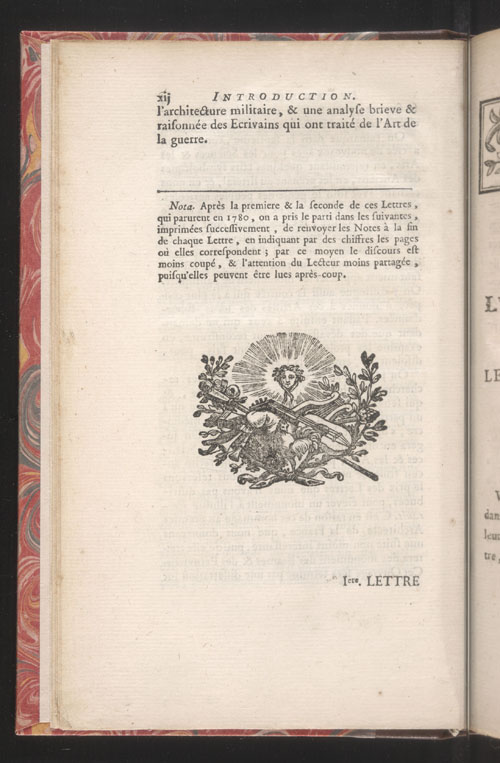 xij INTRODUCTION.
l'architecture militaire, & une analyſe brieve &
raiſonnée des Ecrivains qui ont traité de l'Art de
la guerre.
Nota. Après la premiere & la ſeconde de ces Lettres,
qui parurent en 1780, on a pris le parti dans les ſuivantes,
imprimées ſucceſſivement, de renvoyer les Notes à la fin
de chaque Lettre, en indiquant par des chiffres les pages
où elles correſpondent; par ce moyen le diſcours eſt
moins coupé, & l'attention du Lecteur moins partagée,
puiſqu'elles peuvent être lues après-coup.
Iere. LETTRE
L'
LE
V
dan
leur
tre,